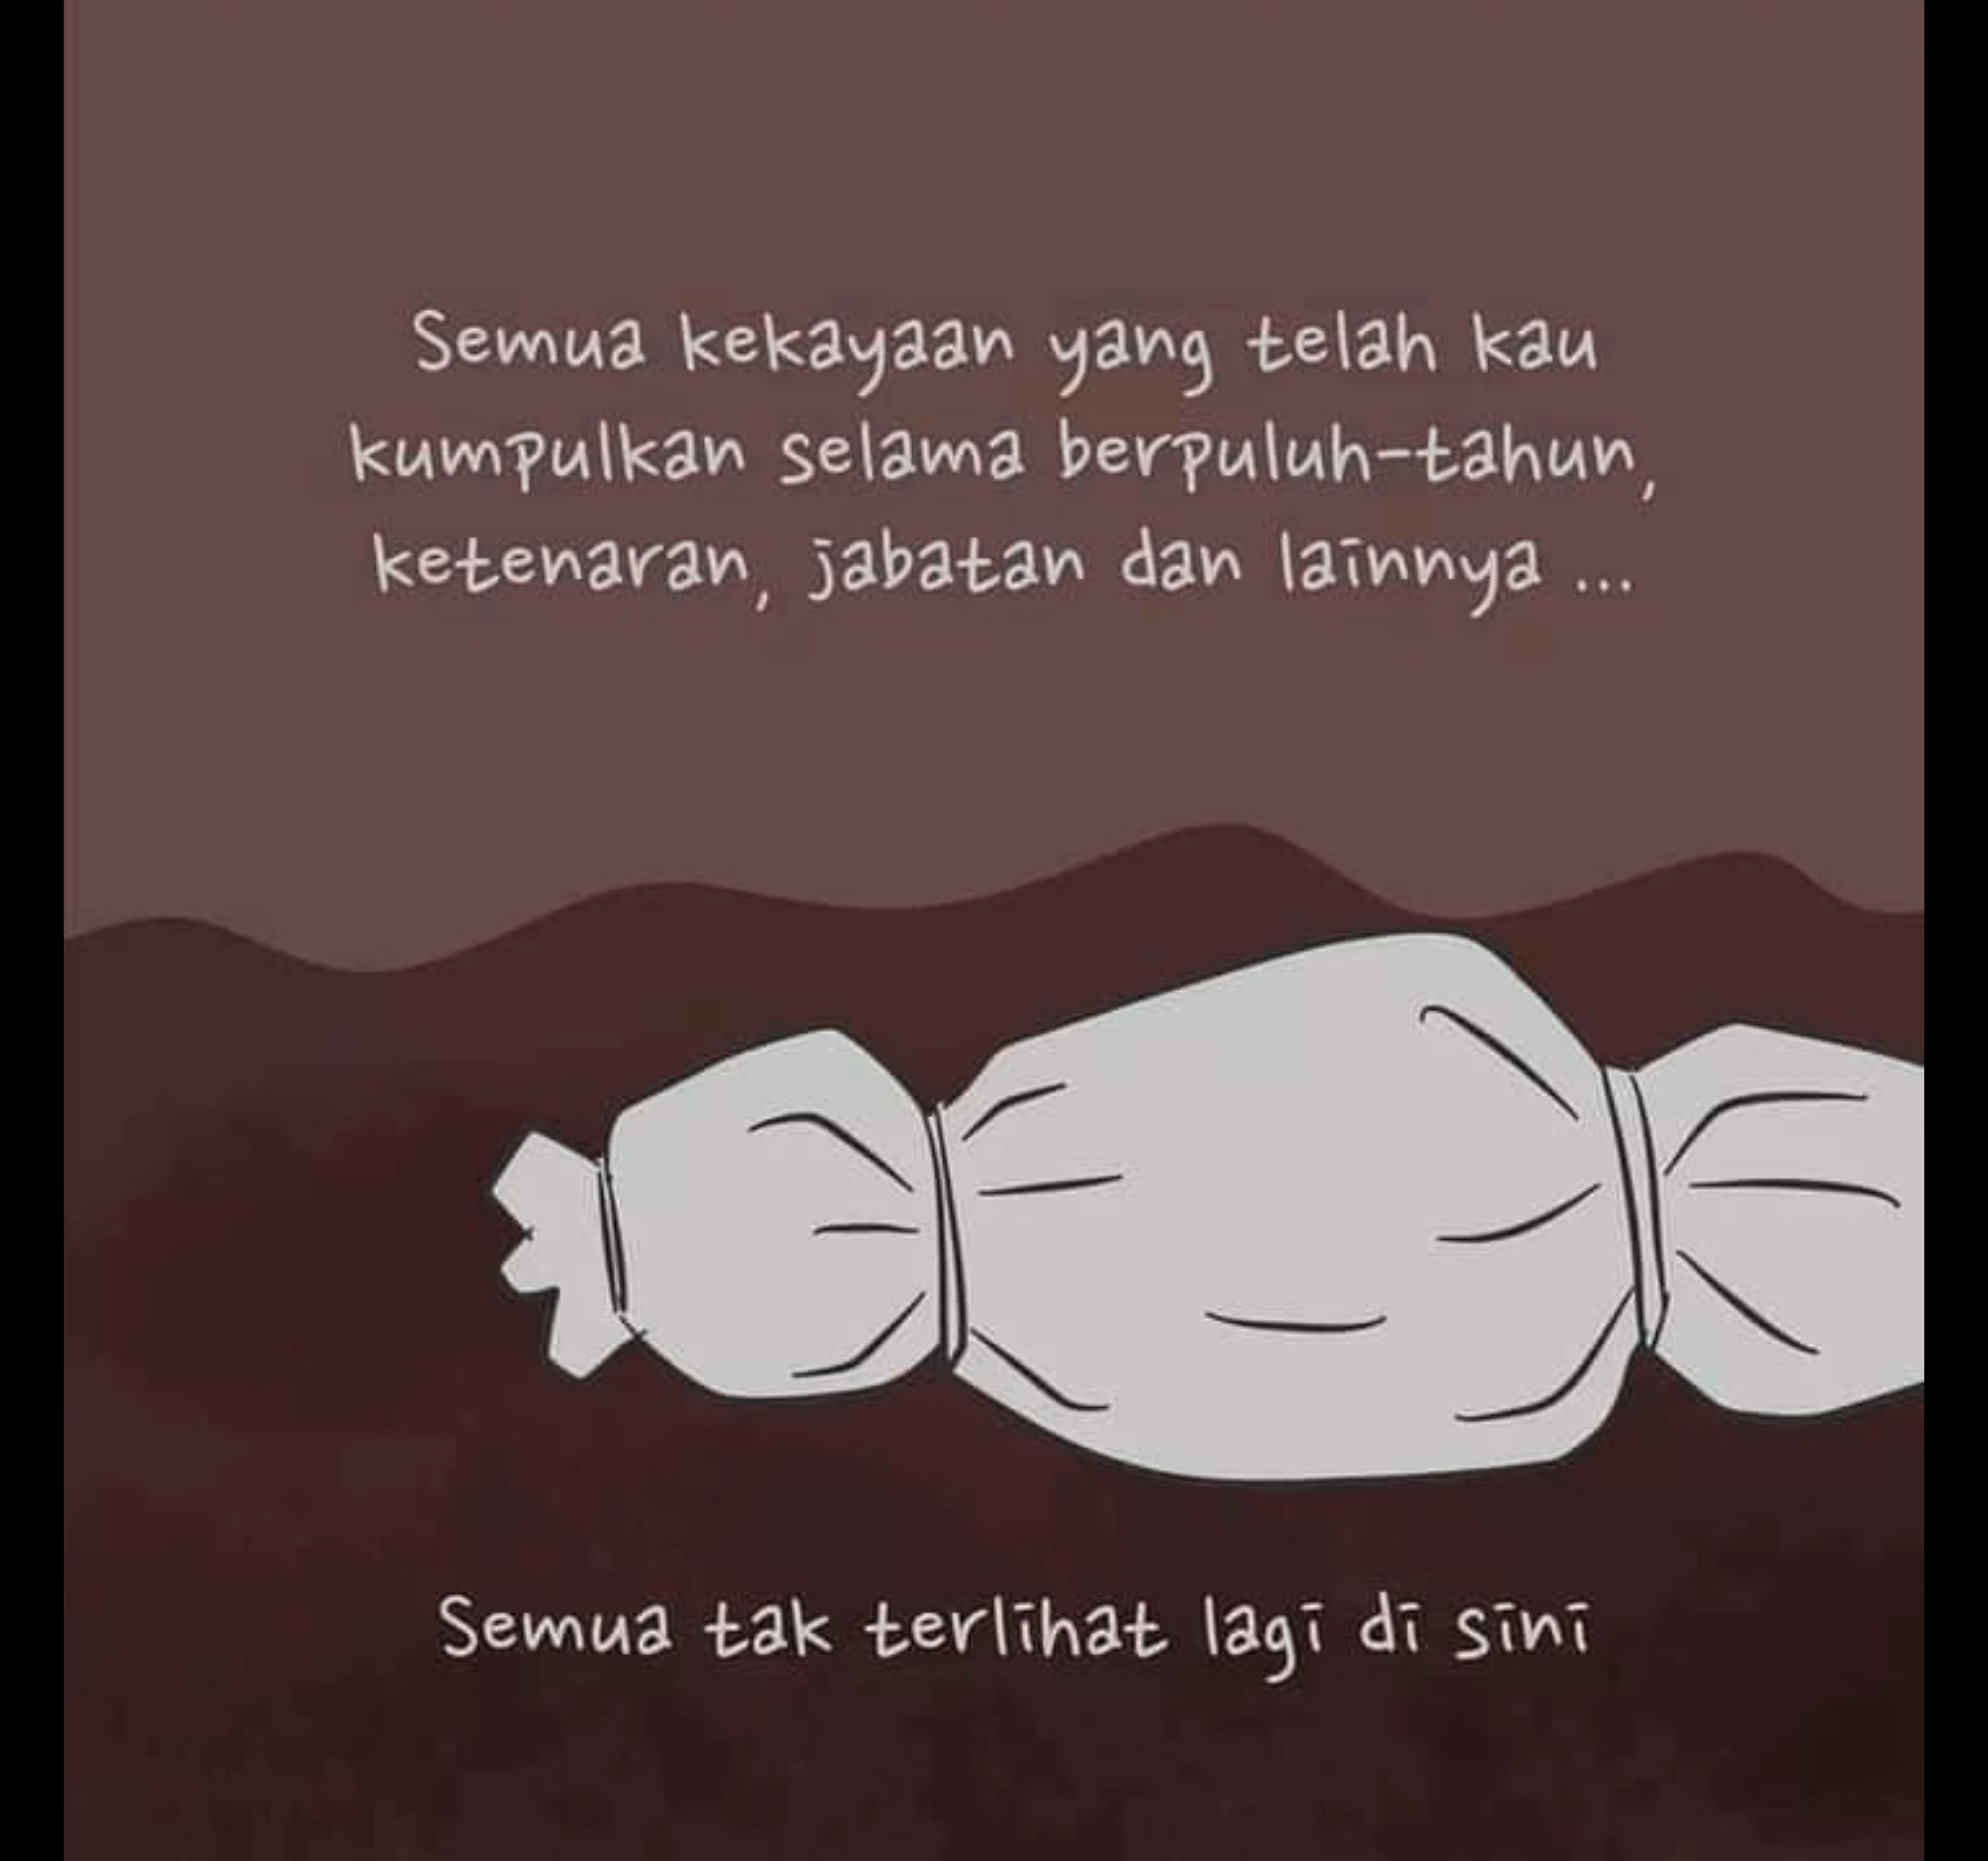 Semua kekayaan yang telah kau
kumpulkan selama berpuluh-tahun,
ketenaran, jabatan dan lainnya ...
Semua tak terlihat lagi di sini